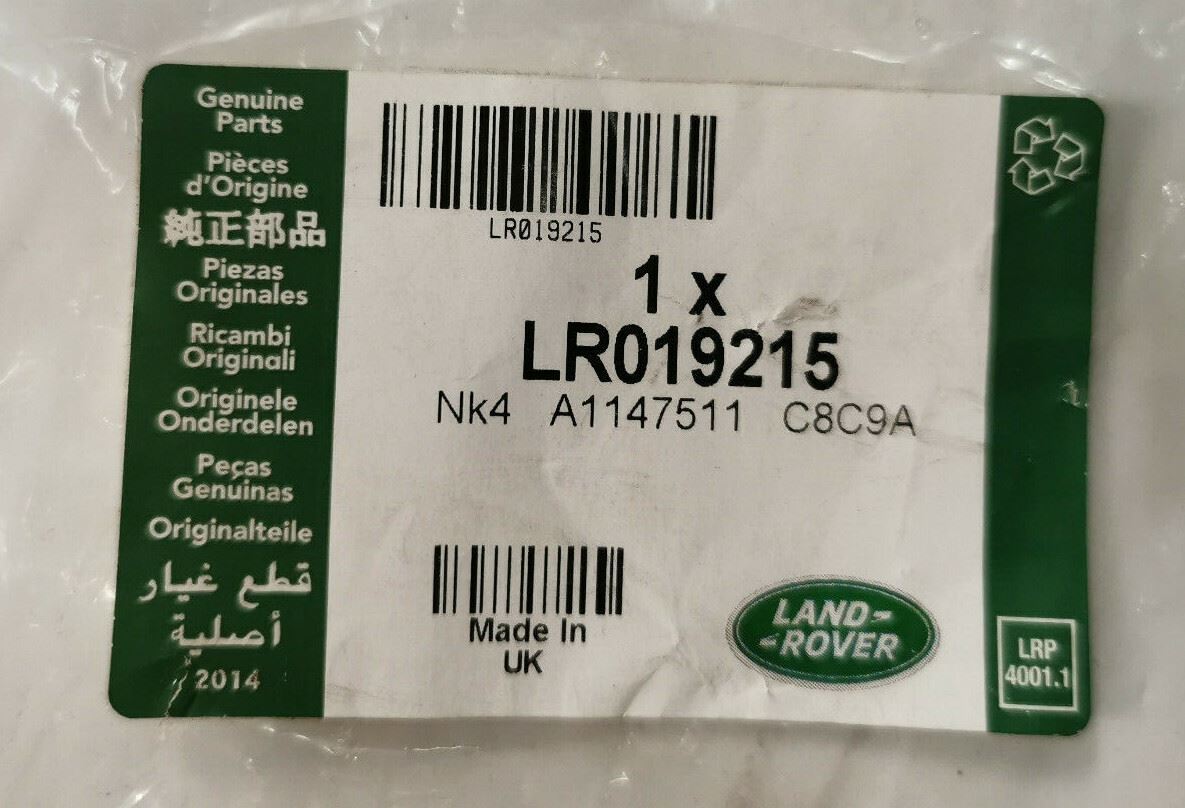 Genuine
Parts
Pièces
d'Origine
純正部品
Piezas
Originales
Ricambi
Originali
Originele
Onderdelen
Peças
Genuinas
Originalteile
قطع غيار
أصلية
2014
LR019215
1 x
LR019215
Nk4 A1147511 C8C9A
Made In
UK
LAND-
-ROVER
LRP
4001.1